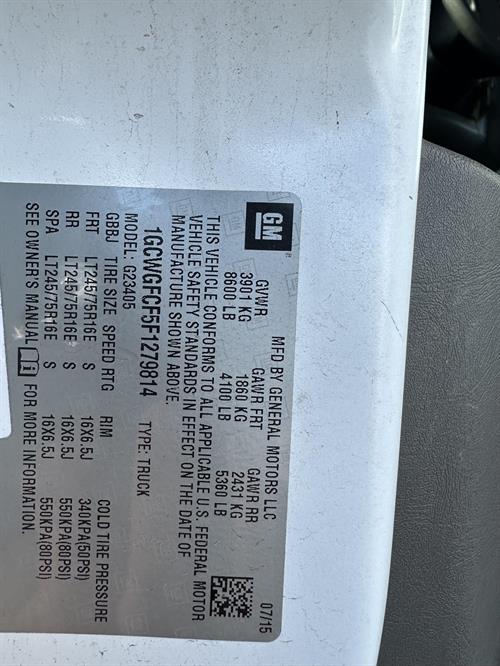 GM
MFD BY GENERAL MOTORS LLC 07/15
GVWR GAWR FRT GAWR RR
3901 KG 1860 KG 2431 KG
8600 LB 4100 LB 5360 LB
THIS VEHICLE CONFORMS TO ALL APPLICABLE U.S. FEDERAL MOTOR
VEHICLE SAFETY STANDARDS IN EFFECT ON THE DATE OF
MANUFACTURE SHOWN ABOVE.
1GCWGFCF5F1279814 TYPE: TRUCK
MODEL: G23405
GBBJ TIRE SIZE SPEED RTG RIM COLD TIRE PRESSURE
FRT LT245/75R16E S 16X6.5J 340KPA(50PSI)
RR LT245/75R16E S 16X6.5J 550KPA(80PSI)
SPA LT245/75R16E S 16X6.5J 550KPA(80PSI)
SEE OWNER'S MANUAL FOR MORE INFORMATION.